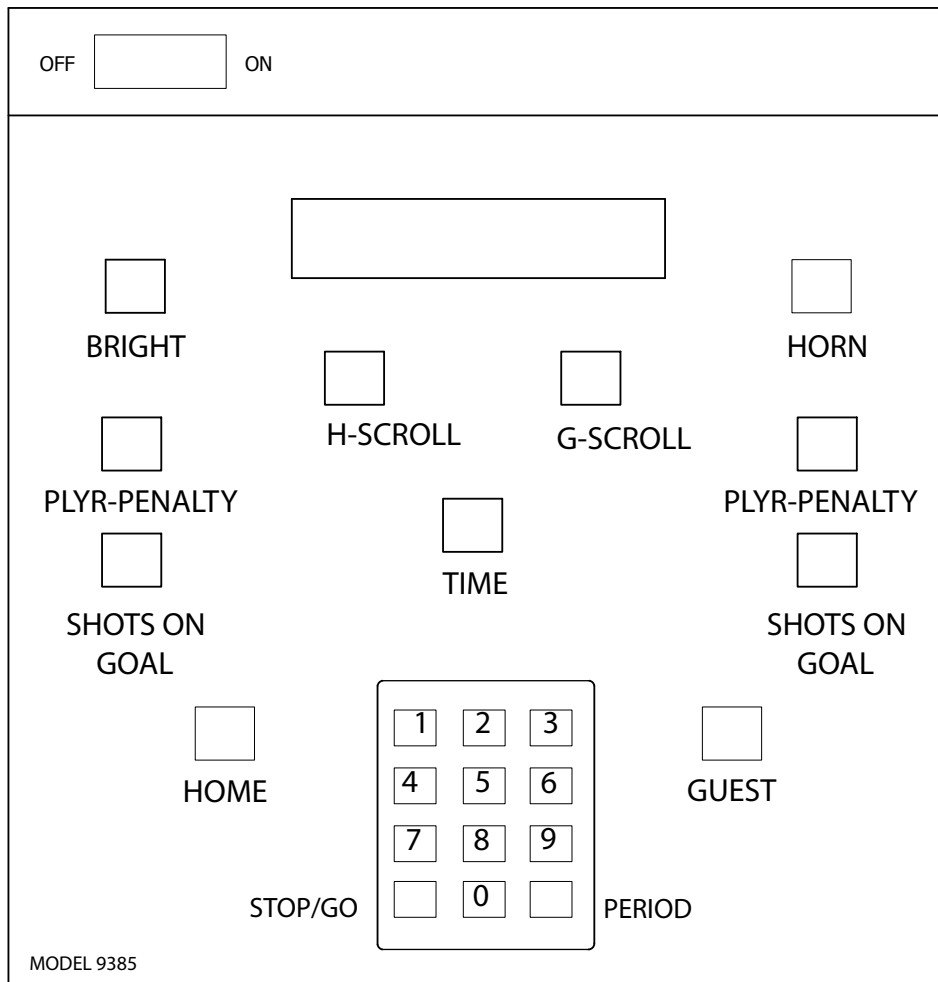 OFF ON
BRIGHT HORN
H-SCROLL G-SCROLL
PLYR-PENALTY PLYR-PENALTY
TIME
SHOTS ON SHOTS ON
GOAL GOAL
1 2 3
HOME 4 5 6 GUEST
7 8 9
STOP/GO 0 PERIOD
MODEL 9385